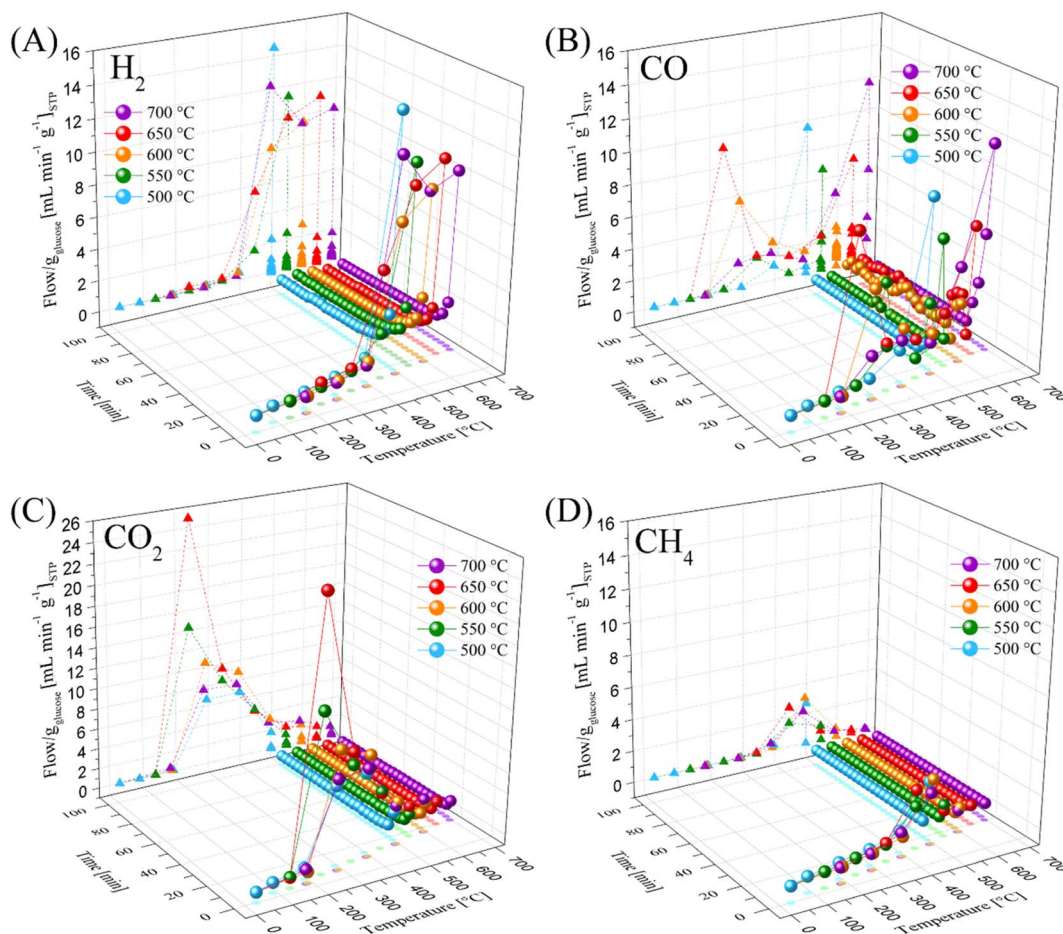 (A)
H2
Flow/gglucose [mL min-1 g-1]STP
16
14
12
10
8
6
4
2
0
700 °C
650 °C
600 °C
550 °C
500 °C
100
80
60
40
20
0
Time [min]
0
100
200
300
400
500
600
700
Temperature [°C]
(B)
CO
Flow/gglucose [mL min-1 g-1]STP
16
14
12
10
8
6
4
2
0
700 °C
650 °C
600 °C
550 °C
500 °C
100
80
60
40
20
0
Time [min]
0
100
200
300
400
500
600
700
Temperature [°C]
(C)
CO2
Flow/gglucose [mL min-1 g-1]STP
26
24
22
20
18
16
14
12
10
8
6
4
2
0
700 °C
650 °C
600 °C
550 °C
500 °C
100
80
60
40
20
0
Time [min]
0
100
200
300
400
500
600
700
Temperature [°C]
(D)
CH4
Flow/gglucose [mL min-1 g-1]STP
16
14
12
10
8
6
4
2
0
700 °C
650 °C
600 °C
550 °C
500 °C
100
80
60
40
20
0
Time [min]
0
100
200
300
400
500
600
700
Temperature [°C]